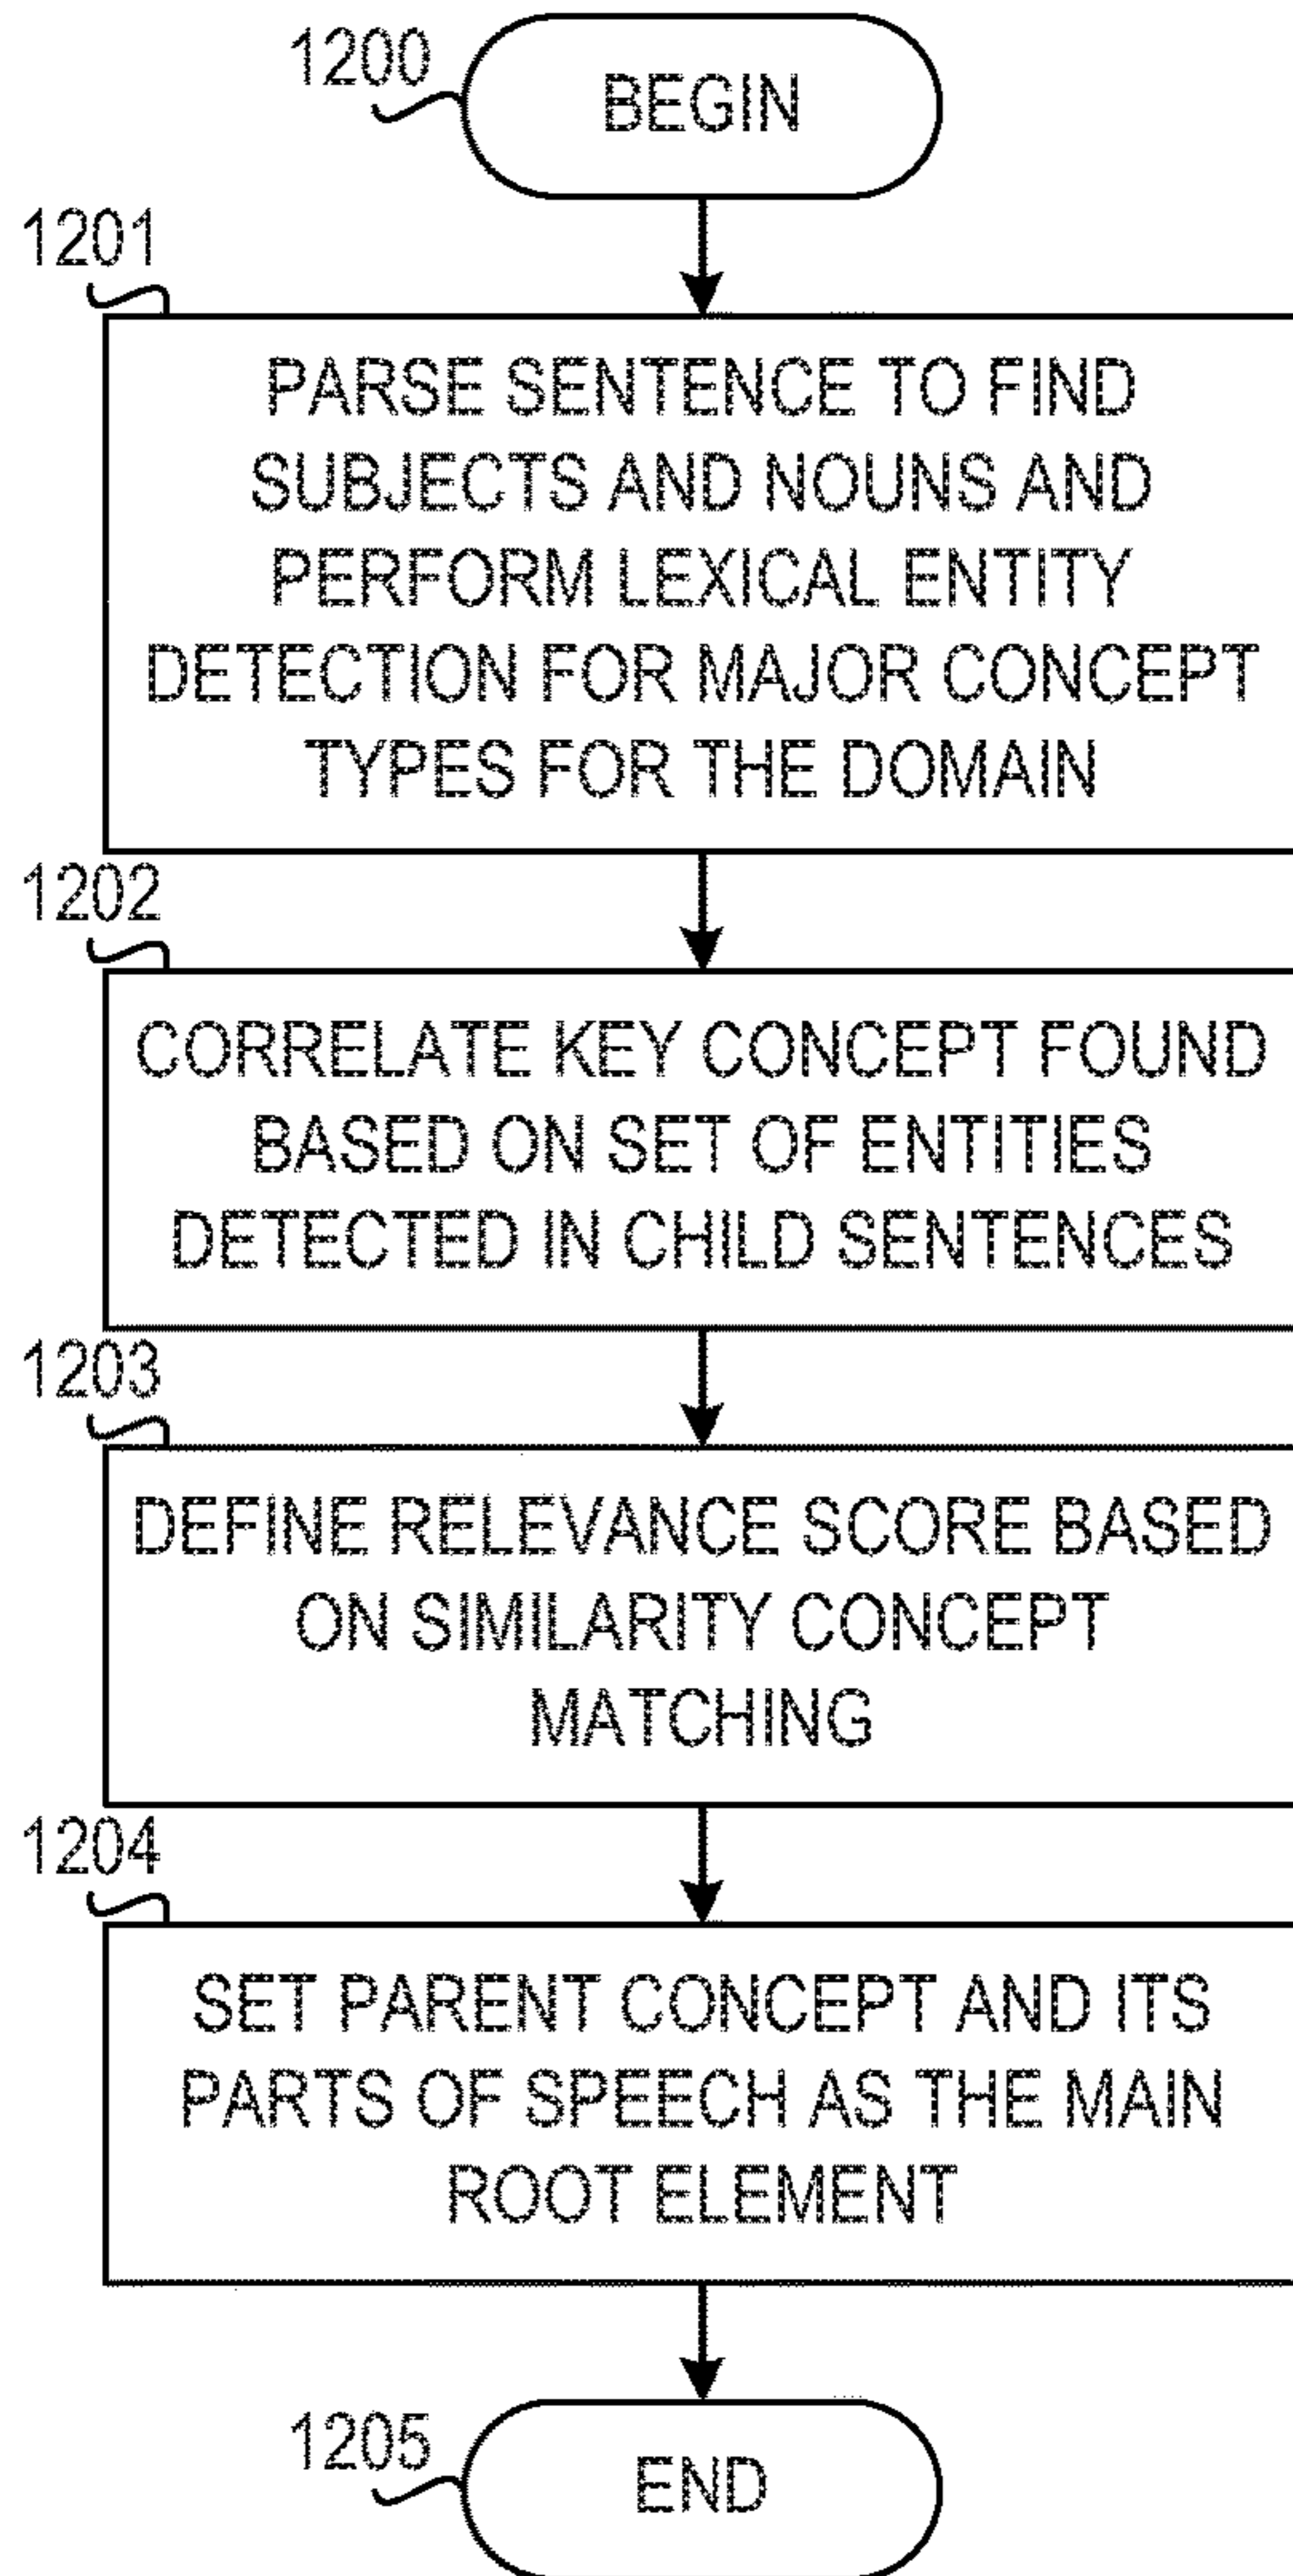 1200
BEGIN
1201
PARSE SENTENCE TO FIND
SUBJECTS AND NOUNS AND
PERFORM LEXICAL ENTITY
DETECTION FOR MAJOR CONCEPT
TYPES FOR THE DOMAIN
1202
CORRELATE KEY CONCEPT FOUND
BASED ON SET OF ENTITIES
DETECTED IN CHILD SENTENCES
1203
DEFINE RELEVANCE SCORE BASED
ON SIMILARITY CONCEPT
MATCHING
1204
SET PARENT CONCEPT AND ITS
PARTS OF SPEECH AS THE MAIN
ROOT ELEMENT
1205
END